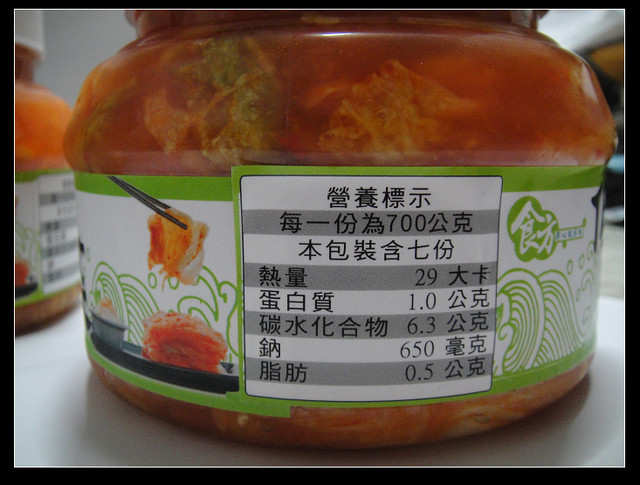 營養標示
每一份為700公克
本包裝含七份
熱量 29 大卡
蛋白質 1.0 公克
碳水化合物 6.3 公克
鈉 650 毫克
脂肪 0.5 公克
食方